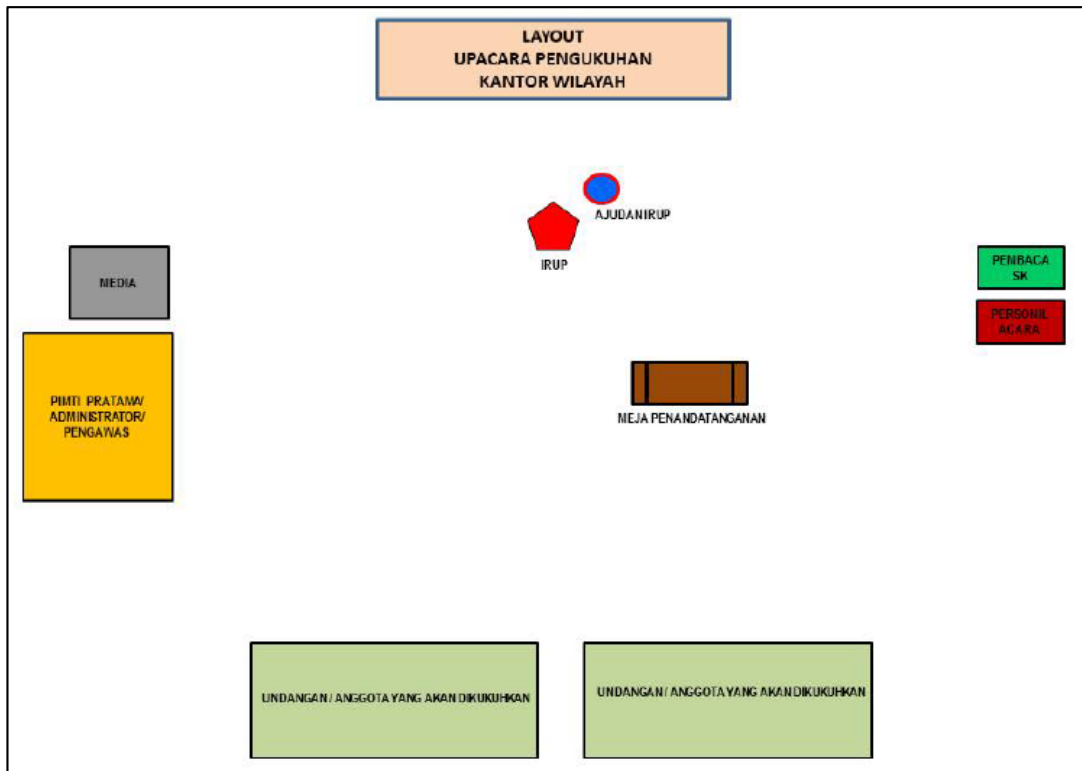 LAYOUT
UPACARA PENGUKUHAN
KANTOR WILAYAH
AJUDAN IRUP
IRUP
MEDIA
PEMBACA
SK
PERSONIL
ACARA
PIMTI PRATAMA/
ADMINISTRATOR/
PENGAWAS
MEJA PENANDATANGANAN
UNDANGAN / ANGGOTA YANG AKAN DIKUKUHKAN
UNDANGAN / ANGGOTA YANG AKAN DIKUKUHKAN